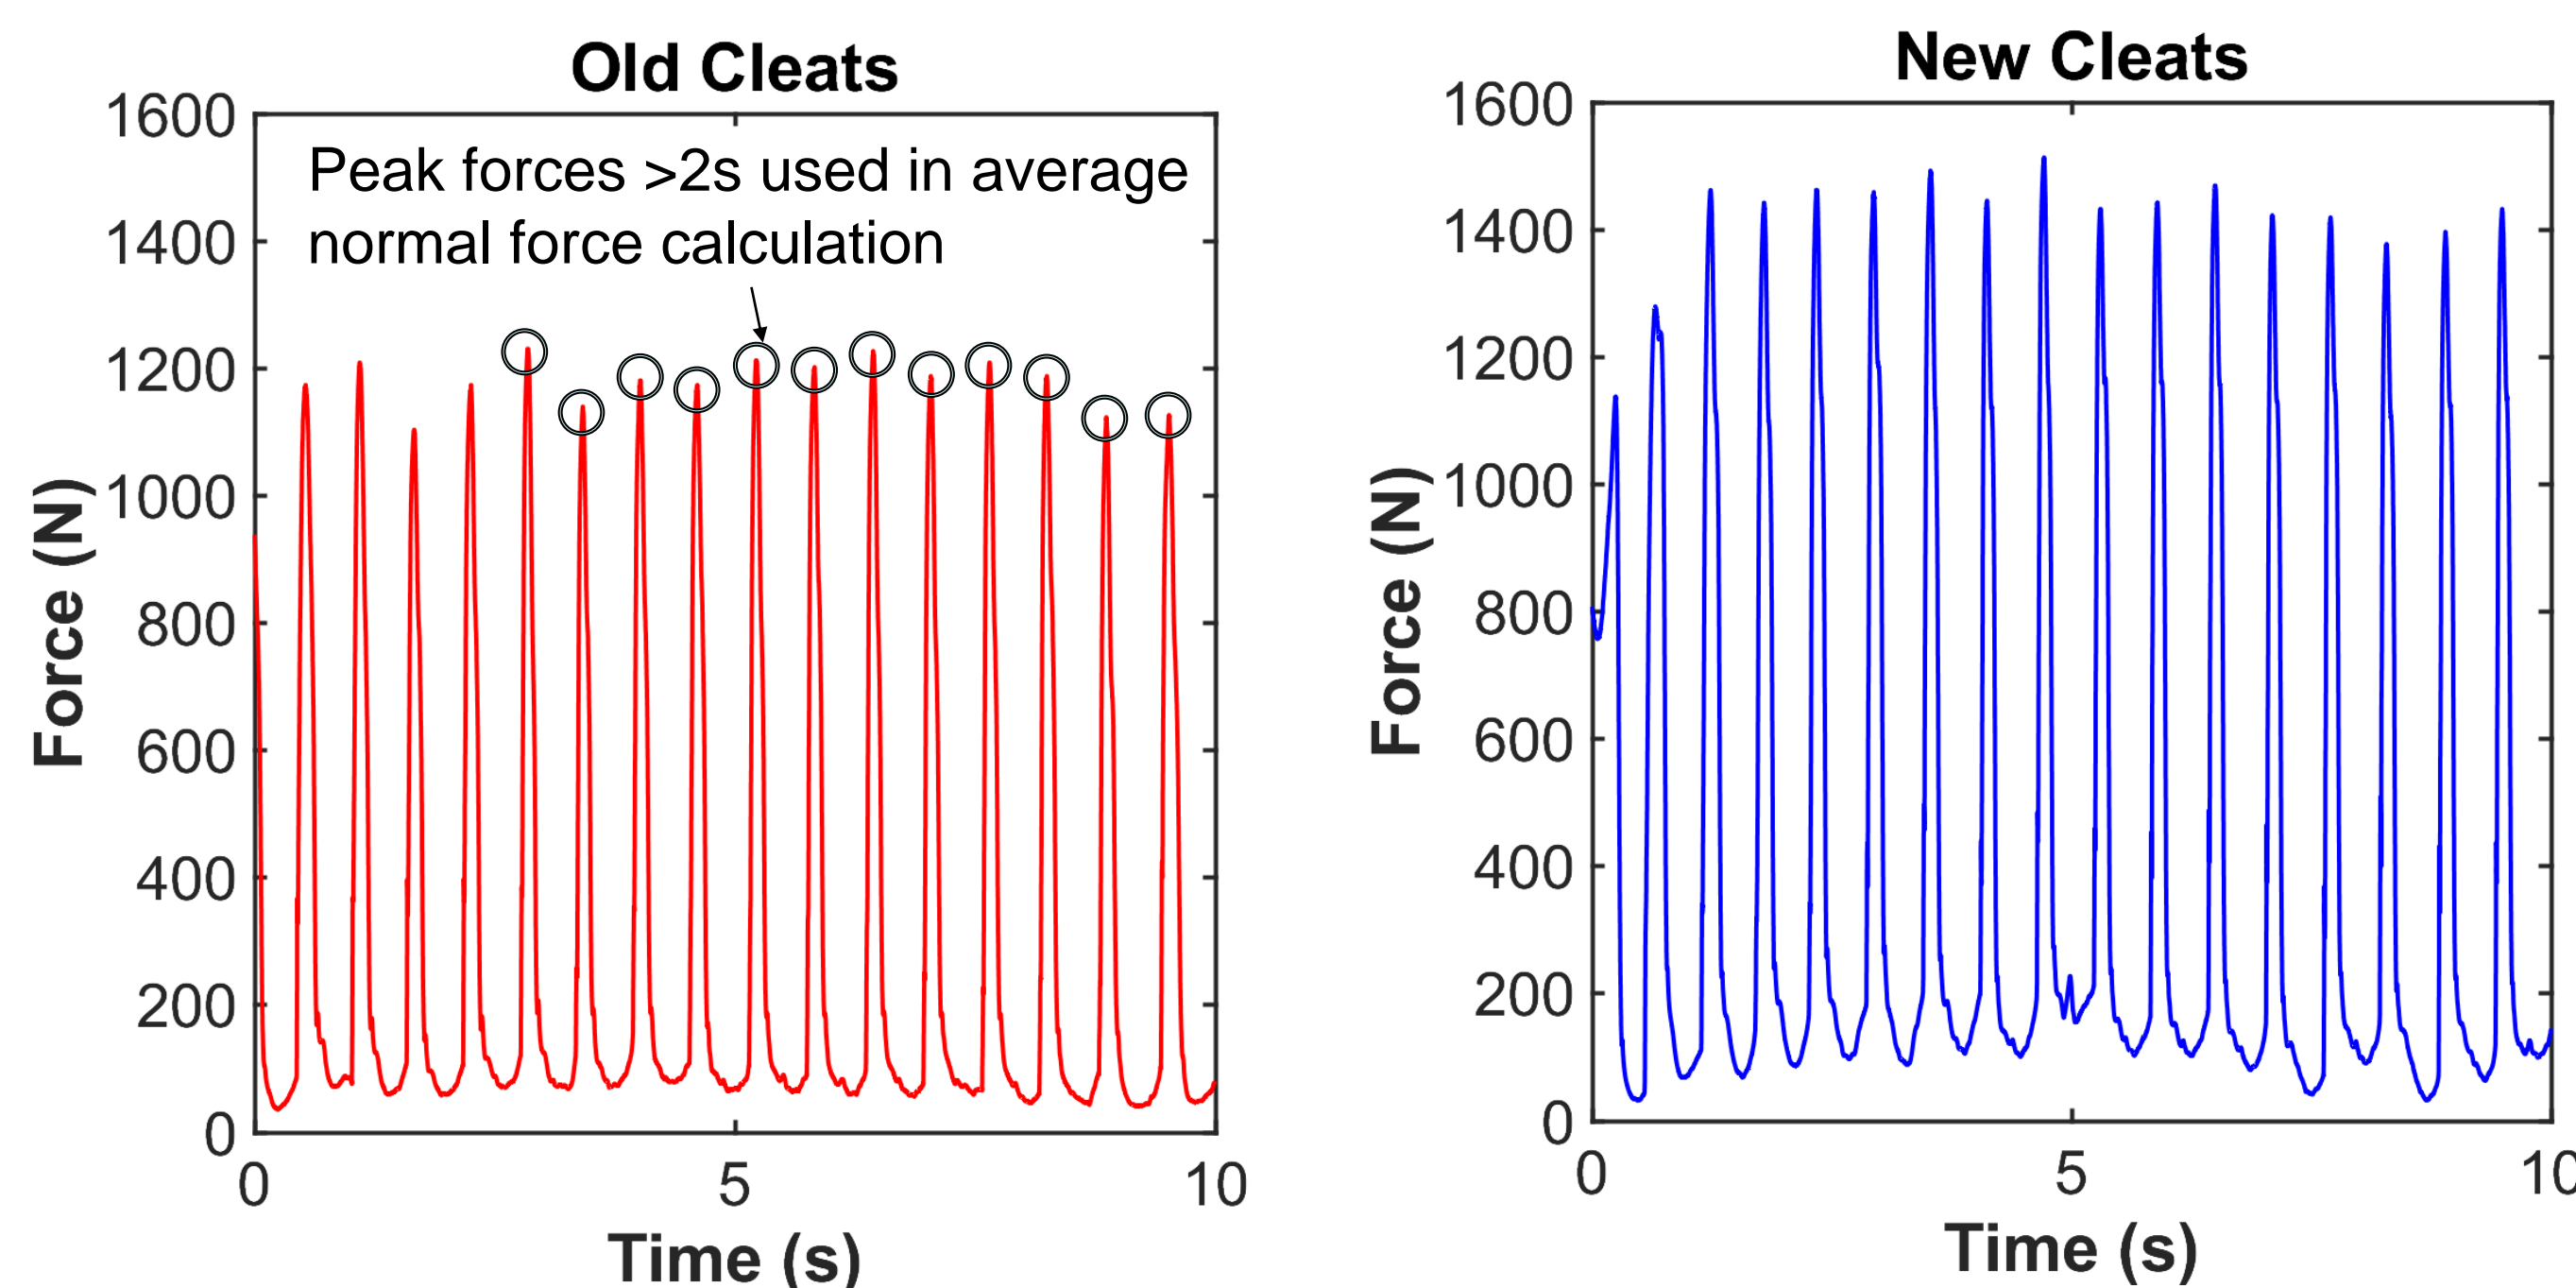 Old Cleats
Peak forces >2s used in average
normal force calculation
1600
1400
1200
1000
800
600
400
200
0
0 5 10
Force (N)
Time (s)
New Cleats
1600
1400
1200
1000
800
600
400
200
0
0 5 10
Force (N)
Time (s)